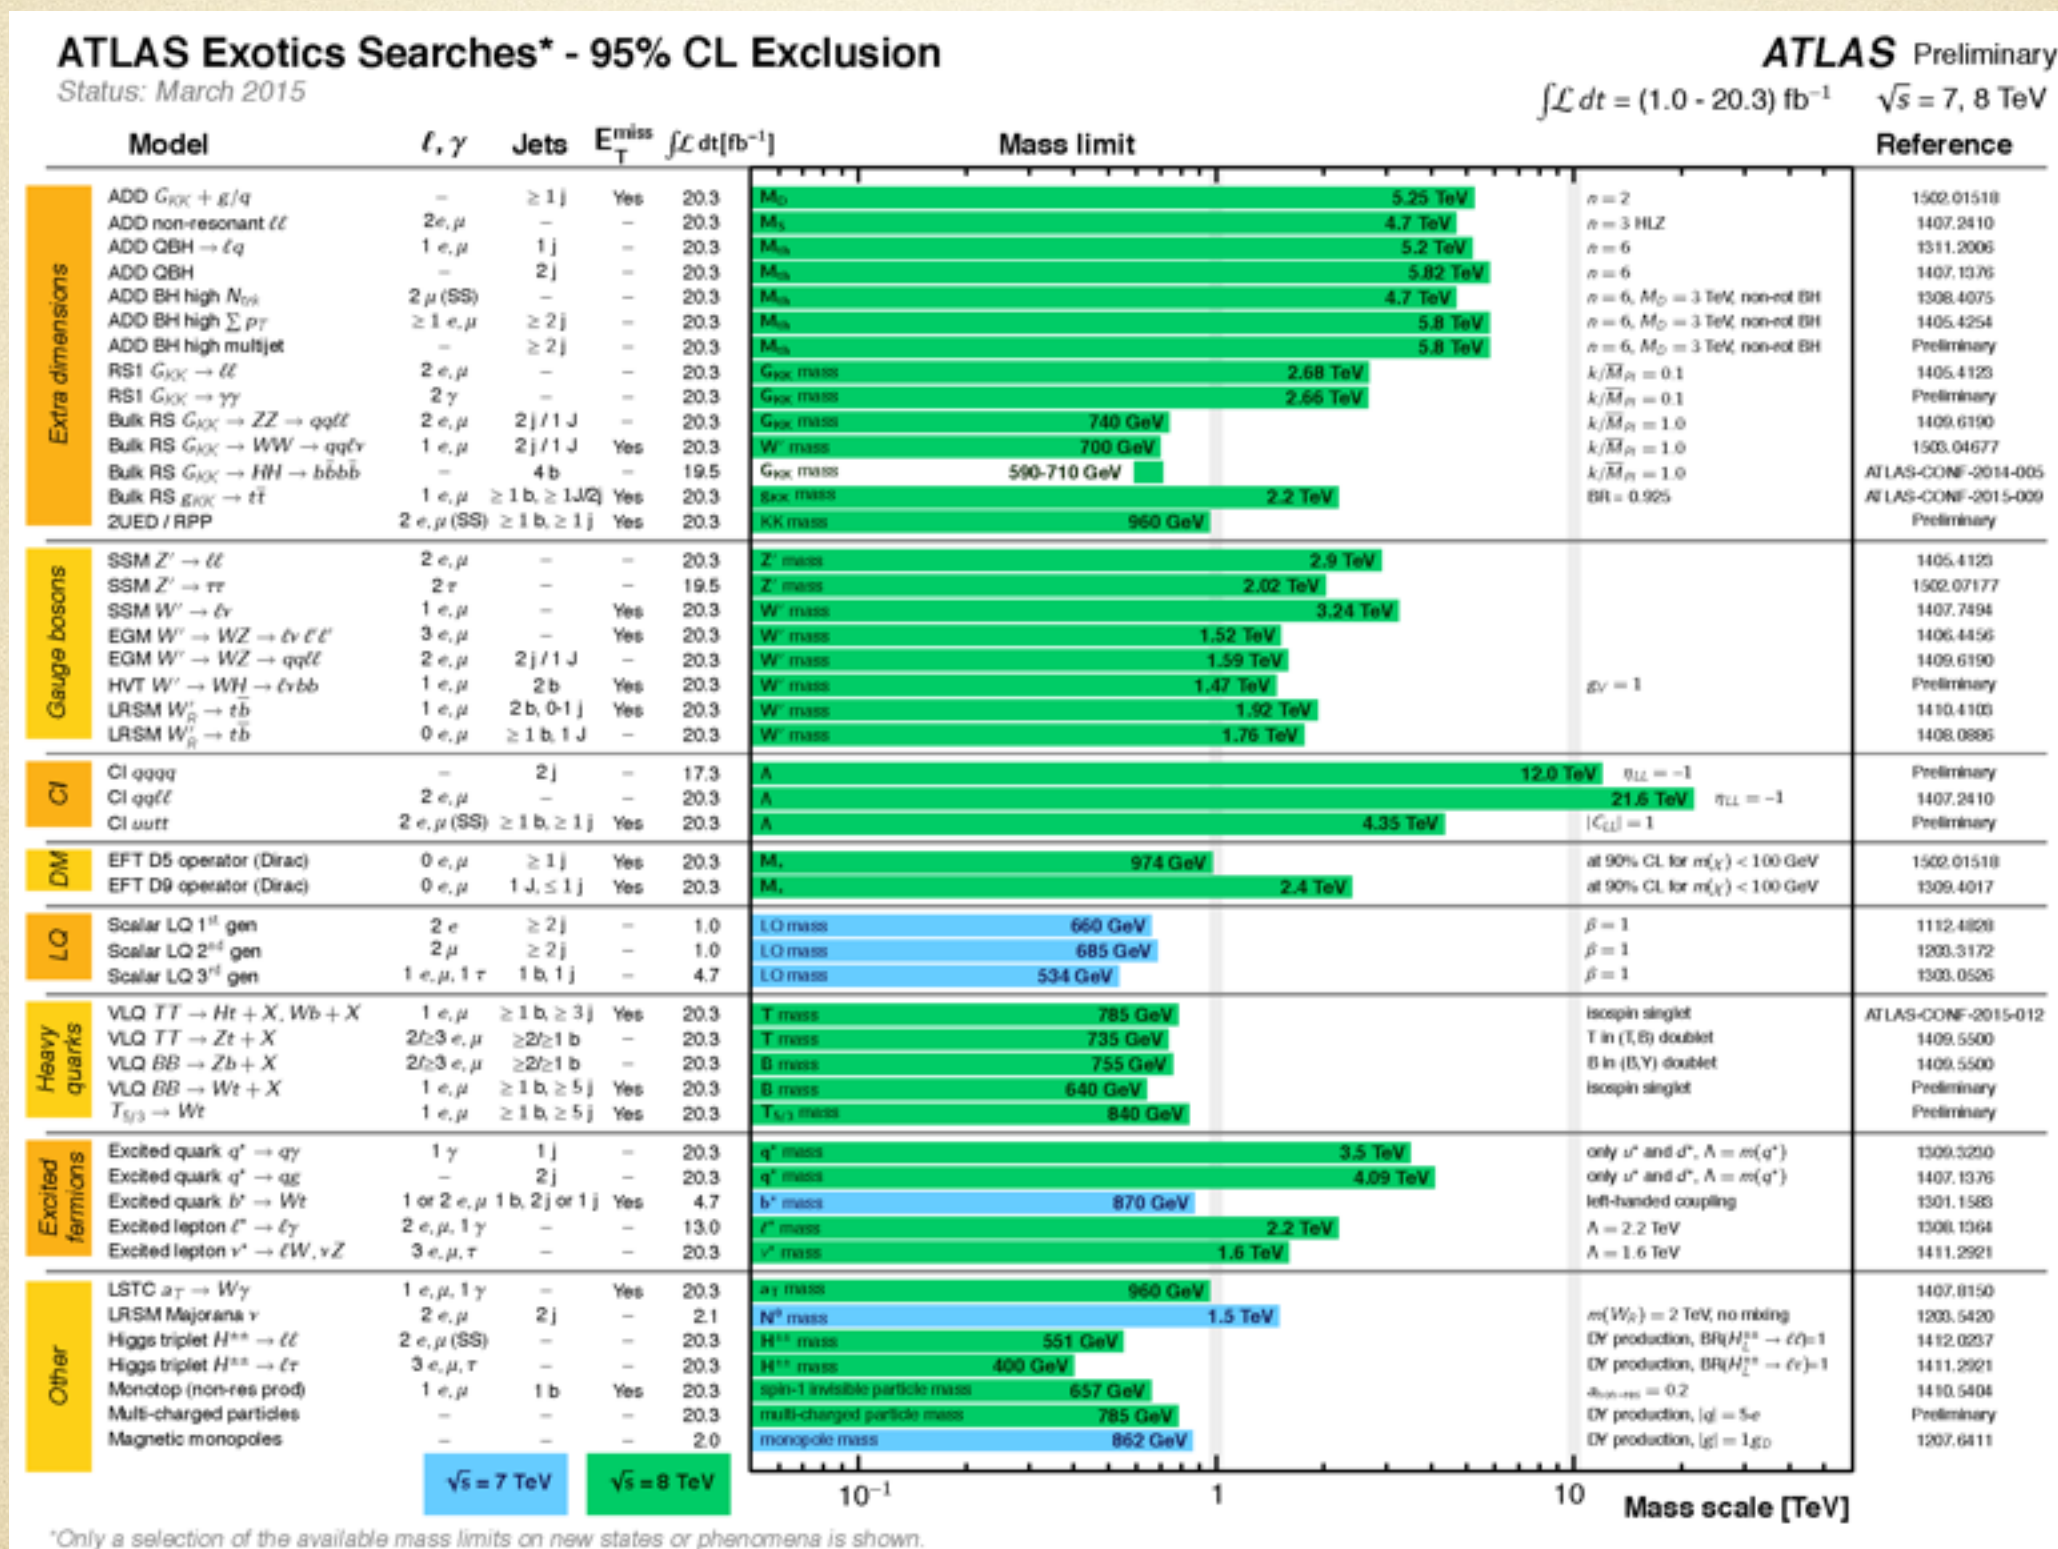 ATLAS Exotics Searches* - 95% CL Exclusion
Status: March 2015
ATLAS Preliminary
∫ℒ dt = (1.0 - 20.3) fb⁻¹ √s = 7, 8 TeV
Model ℓ, γ Jets E_T^miss ∫ℒ dt[fb⁻¹] Mass limit Reference
Extra dimensions
ADD G_KK + g/q – ≥ 1 j Yes 20.3 M_D 5.25 TeV n = 2 1502.01518
ADD non-resonant ℓℓ 2e, μ – – 20.3 M_S 4.7 TeV n = 3 HLZ 1407.2410
ADD QBH → ℓq 1 e, μ 1 j – 20.3 M_th 5.2 TeV n = 6 1311.2006
ADD QBH – 2 j – 20.3 M_th 5.82 TeV n = 6 1407.1376
ADD BH high N_trk 2 μ (SS) – – 20.3 M_th 4.7 TeV n = 6, M_D = 3 TeV, non-rot BH 1308.4075
ADD BH high ∑ p_T ≥ 1 e, μ ≥ 2 j – 20.3 M_th 5.8 TeV n = 6, M_D = 3 TeV, non-rot BH 1405.4254
ADD BH high multijet – ≥ 2 j – 20.3 M_th 5.8 TeV n = 6, M_D = 3 TeV, non-rot BH Preliminary
RS1 G_KK → ℓℓ 2 e, μ – – 20.3 G_KK mass 2.68 TeV k/M̅_Pl = 0.1 1405.4123
RS1 G_KK → γγ 2 γ – – 20.3 G_KK mass 2.66 TeV k/M̅_Pl = 0.1 Preliminary
Bulk RS G_KK → ZZ → qqℓℓ 2 e, μ 2 j / 1 J – 20.3 G_KK mass 740 GeV k/M̅_Pl = 1.0 1409.6190
Bulk RS G_KK → WW → qqℓν 1 e, μ 2 j / 1 J Yes 20.3 W′ mass 700 GeV k/M̅_Pl = 1.0 1503.04677
Bulk RS G_KK → HH → bb̅bb̅ – 4 b – 19.5 G_KK mass 590-710 GeV k/M̅_Pl = 1.0 ATLAS-CONF-2014-005
Bulk RS g_KK → tt̅ 1 e, μ ≥ 1 b, ≥ 1J/2j Yes 20.3 g_KK mass 2.2 TeV BR = 0.925 ATLAS-CONF-2015-009
2UED / RPP 2 e, μ (SS) ≥ 1 b, ≥ 1 j Yes 20.3 KK mass 960 GeV Preliminary
Gauge bosons
SSM Z′ → ℓℓ 2 e, μ – – 20.3 Z′ mass 2.9 TeV 1405.4123
SSM Z′ → ττ 2 τ – – 19.5 Z′ mass 2.02 TeV 1502.07177
SSM W′ → ℓν 1 e, μ – Yes 20.3 W′ mass 3.24 TeV 1407.7494
EGM W′ → WZ → ℓν ℓ′ℓ′ 3 e, μ – Yes 20.3 W′ mass 1.52 TeV 1406.4456
EGM W′ → WZ → qqℓℓ 2 e, μ 2 j / 1 J – 20.3 W′ mass 1.59 TeV 1409.6190
HVT W′ → WH → ℓνbb 1 e, μ 2 b Yes 20.3 W′ mass 1.47 TeV g_V = 1 Preliminary
LRSM W′_R → tb̅ 1 e, μ 2 b, 0-1 j Yes 20.3 W′ mass 1.92 TeV 1410.4103
LRSM W′_R → tb̅ 0 e, μ ≥ 1 b, 1 J – 20.3 W′ mass 1.76 TeV 1408.0886
CI
CI qqqq – 2 j – 17.3 Λ 12.0 TeV η_LL = −1 Preliminary
CI qqℓℓ 2 e, μ – – 20.3 Λ 21.6 TeV η_LL = −1 1407.2410
CI uutt 2 e, μ (SS) ≥ 1 b, ≥ 1 j Yes 20.3 Λ 4.35 TeV |C_LL| = 1 Preliminary
DM
EFT D5 operator (Dirac) 0 e, μ ≥ 1 j Yes 20.3 M_* 974 GeV at 90% CL for m(χ) < 100 GeV 1502.01518
EFT D9 operator (Dirac) 0 e, μ 1 J, ≤ 1 j Yes 20.3 M_* 2.4 TeV at 90% CL for m(χ) < 100 GeV 1309.4017
LQ
Scalar LQ 1st gen 2 e ≥ 2 j – 1.0 LQ mass 660 GeV β = 1 1112.4828
Scalar LQ 2nd gen 2 μ ≥ 2 j – 1.0 LQ mass 685 GeV β = 1 1203.3172
Scalar LQ 3rd gen 1 e, μ, 1 τ 1 b, 1 j – 4.7 LQ mass 534 GeV β = 1 1303.0526
Heavy quarks
VLQ TT → Ht + X, Wb + X 1 e, μ ≥ 1 b, ≥ 3 j Yes 20.3 T mass 785 GeV isospin singlet ATLAS-CONF-2015-012
VLQ TT → Zt + X 2/≥3 e, μ ≥2/≥1 b – 20.3 T mass 735 GeV T in (T,B) doublet 1409.5500
VLQ BB → Zb + X 2/≥3 e, μ ≥2/≥1 b – 20.3 B mass 755 GeV B in (B,Y) doublet 1409.5500
VLQ BB → Wt + X 1 e, μ ≥ 1 b, ≥ 5 j Yes 20.3 B mass 640 GeV isospin singlet Preliminary
T_5/3 → Wt 1 e, μ ≥ 1 b, ≥ 5 j Yes 20.3 T_5/3 mass 840 GeV Preliminary
Excited fermions
Excited quark q* → qγ 1 γ 1 j – 20.3 q* mass 3.5 TeV only u* and d*, Λ = m(q*) 1309.3230
Excited quark q* → qg – 2 j – 20.3 q* mass 4.09 TeV only u* and d*, Λ = m(q*) 1407.1376
Excited quark b* → Wt 1 or 2 e, μ 1 b, 2 j or 1 j Yes 4.7 b* mass 870 GeV left-handed coupling 1301.1583
Excited lepton ℓ* → ℓγ 2 e, μ, 1 γ – – 13.0 ℓ* mass 2.2 TeV Λ = 2.2 TeV 1308.1364
Excited lepton ν* → ℓW, νZ 3 e, μ, τ – – 20.3 ν* mass 1.6 TeV Λ = 1.6 TeV 1411.2921
Other
LSTC a_T → Wγ 1 e, μ, 1 γ – Yes 20.3 a_T mass 960 GeV 1407.8150
LRSM Majorana ν 2 e, μ 2 j – 2.1 N⁰ mass 1.5 TeV m(W_R) = 2 TeV, no mixing 1203.5420
Higgs triplet H^±± → ℓℓ 2 e, μ (SS) – – 20.3 H^±± mass 551 GeV DY production, BR(H_L^±± → ℓℓ)=1 1412.0237
Higgs triplet H^±± → ℓτ 3 e, μ, τ – – 20.3 H^±± mass 400 GeV DY production, BR(H_L^±± → ℓτ)=1 1411.2921
Monotop (non-res prod) 1 e, μ 1 b Yes 20.3 spin-1 invisible particle mass 657 GeV a_non-res = 0.2 1410.5404
Multi-charged particles – – – 20.3 multi-charged particle mass 785 GeV DY production, |q| = 5e Preliminary
Magnetic monopoles – – – 2.0 monopole mass 862 GeV DY production, |g| = 1g_D 1207.6411
√s = 7 TeV √s = 8 TeV
10⁻¹ 1 10 Mass scale [TeV]
*Only a selection of the available mass limits on new states or phenomena is shown.